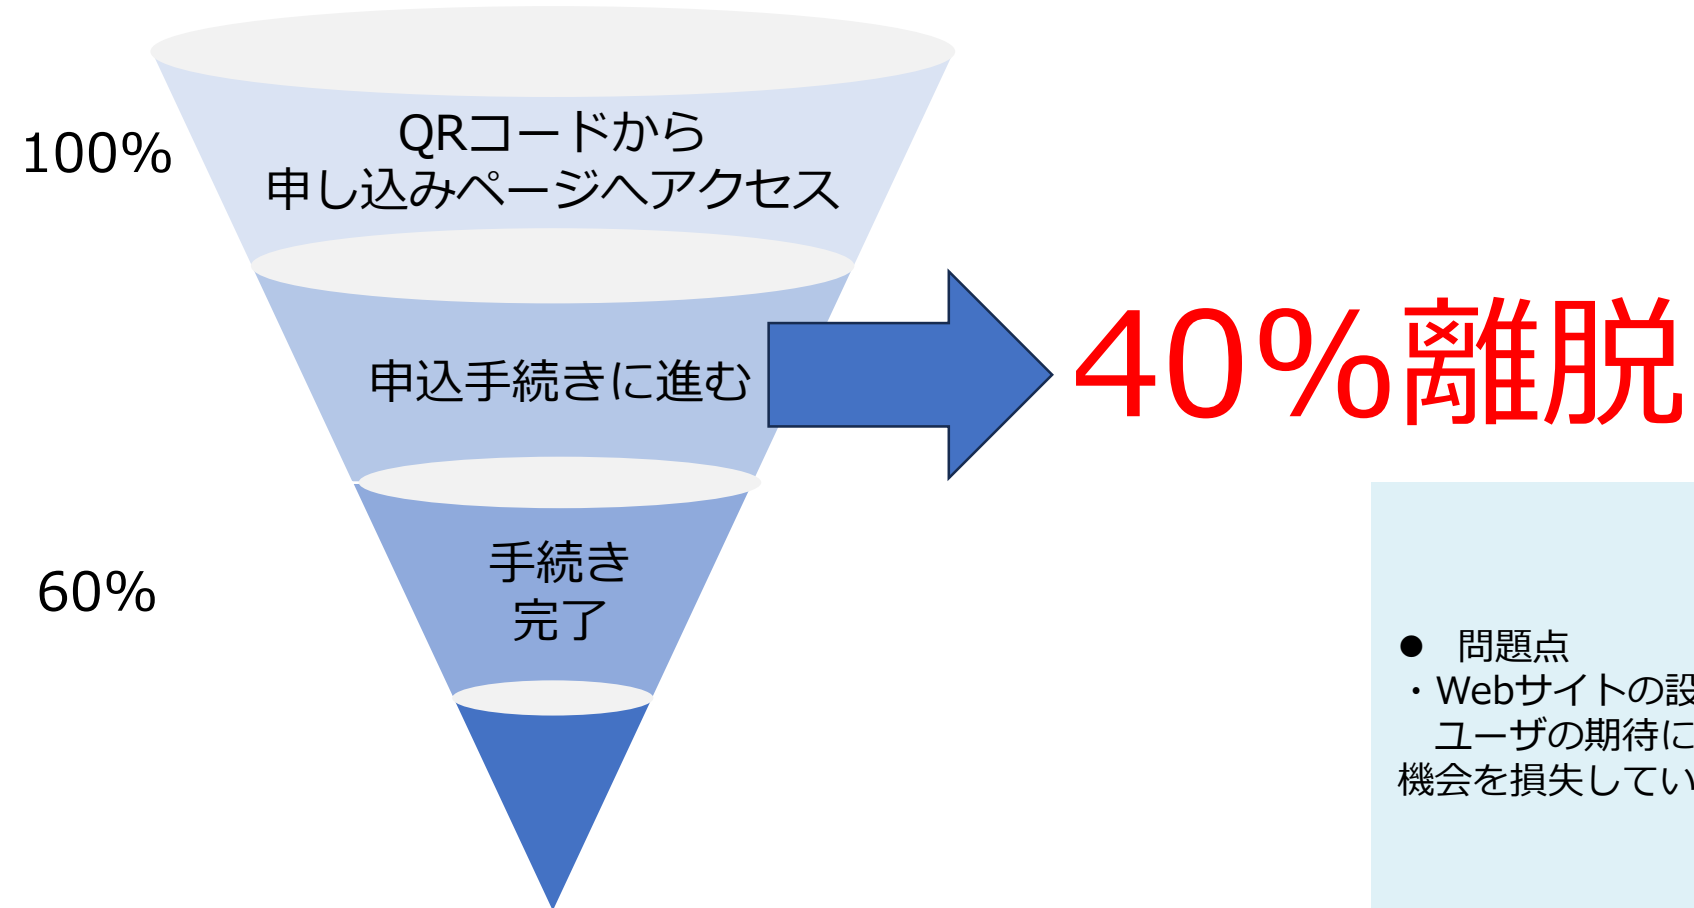 100%
QRコードから
申し込みページへアクセス
申込手続きに進む
40%離脱
60%
手続き
完了
● 問題点
・Webサイトの設
ユーザの期待に
機会を損失してい